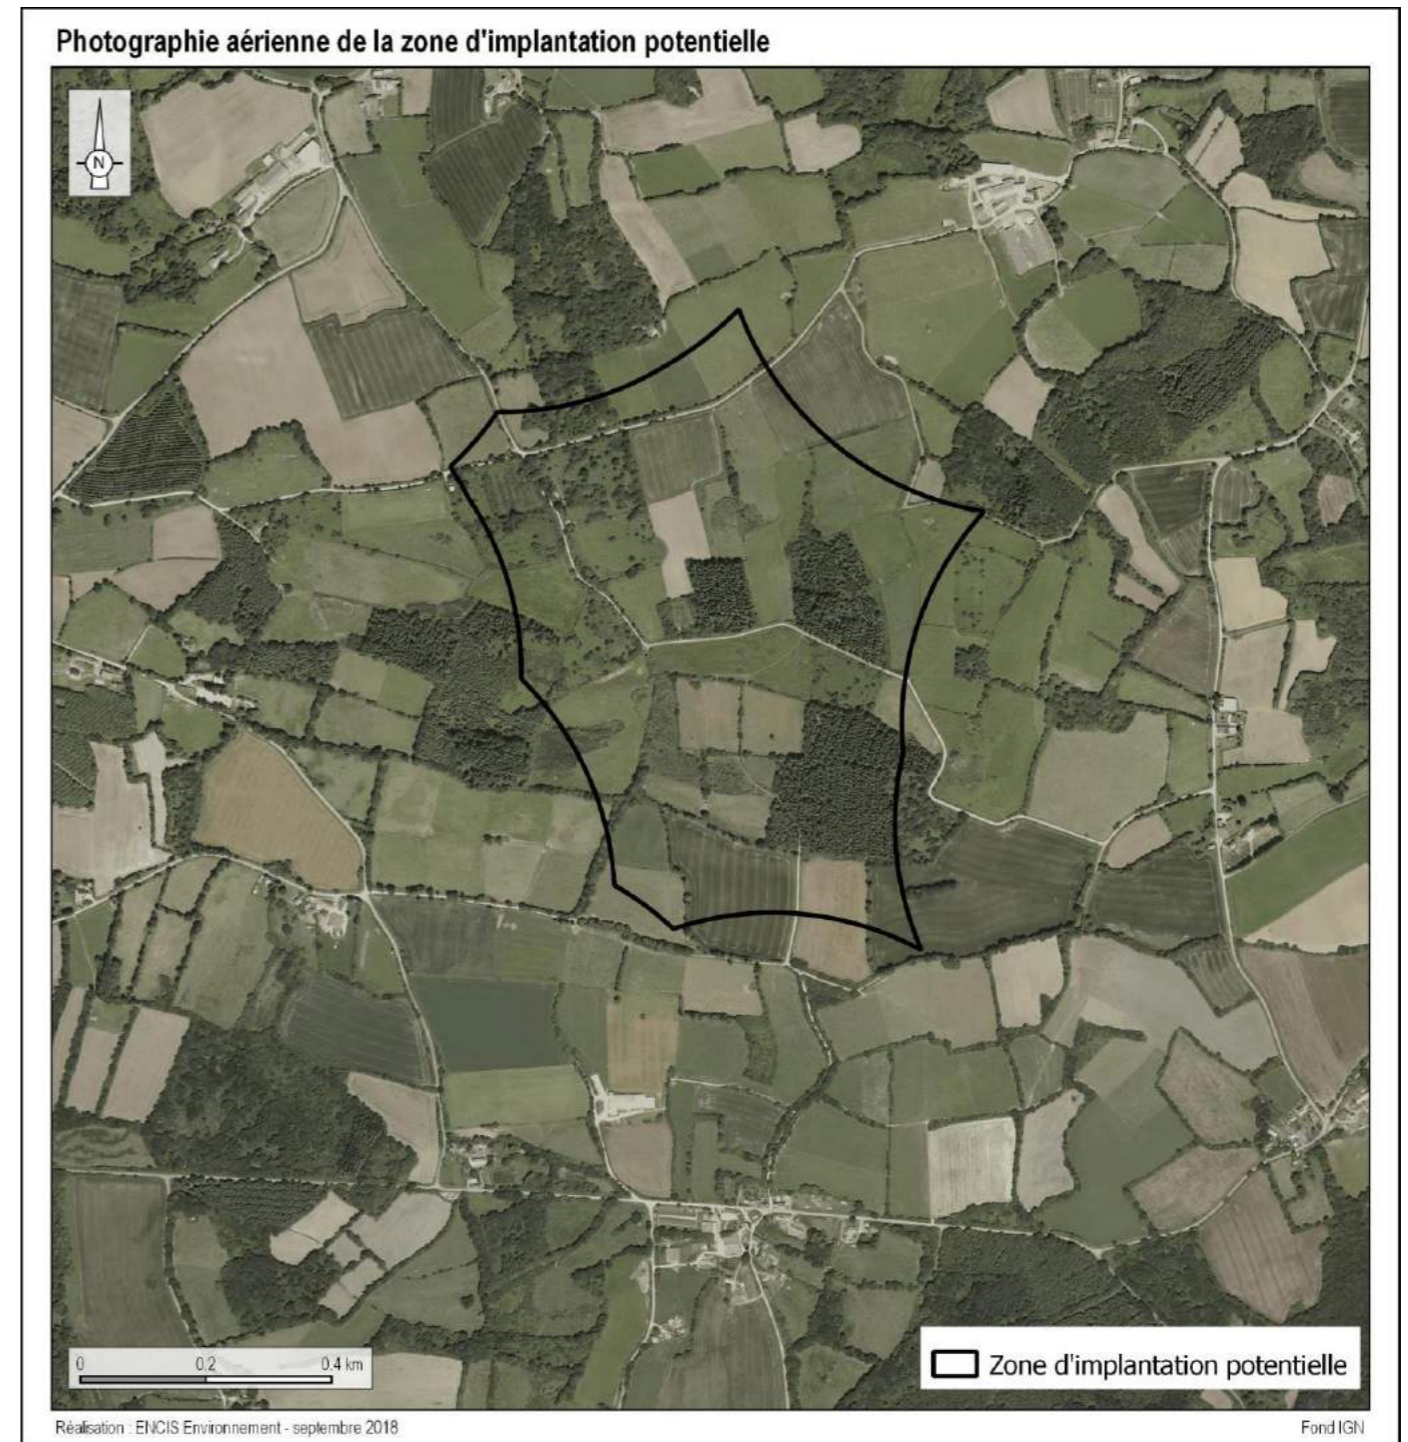 Photographie aérienne de la zone d'implantation potentielle
N
0 0.2 0.4 km
Zone d'implantation potentielle
Réalisation : ENCIS Environnement - septembre 2018
Fond IGN